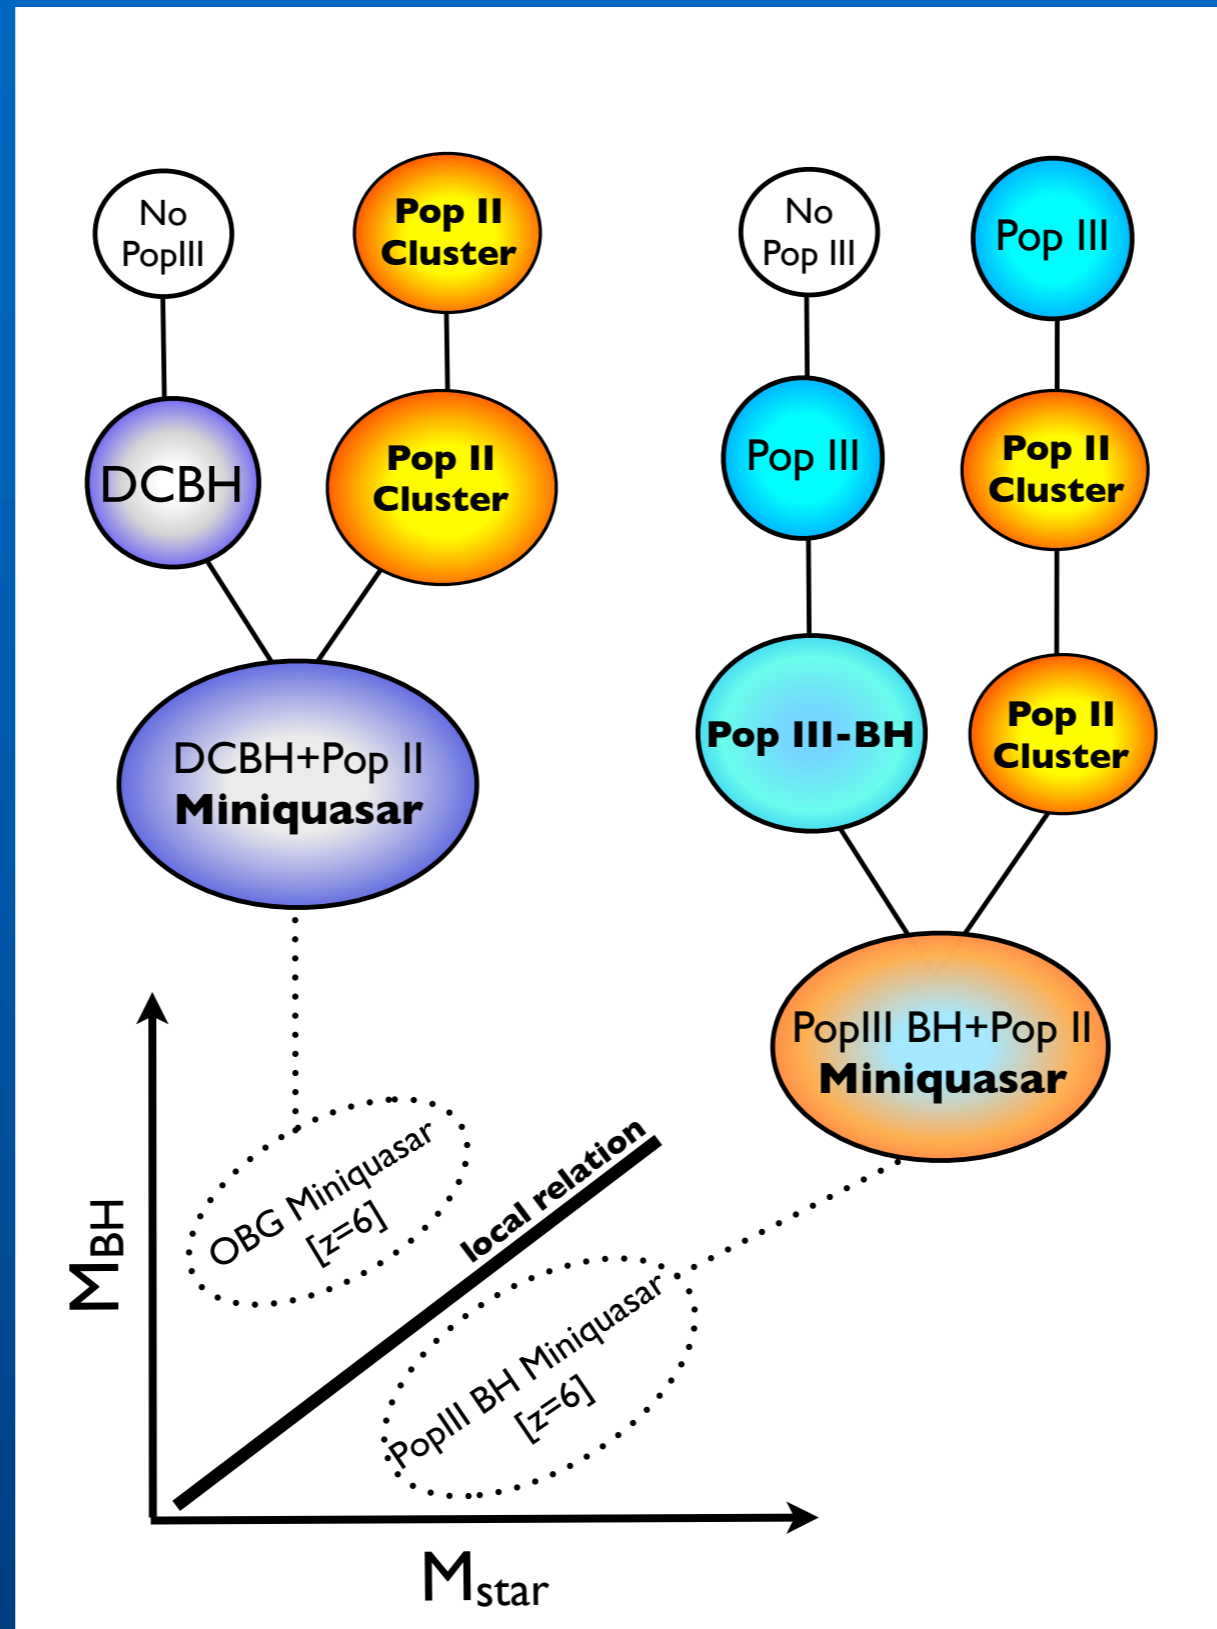 No
PopIII
Pop II
Cluster
No
Pop III
Pop III
DCBH
Pop II
Cluster
Pop III
Pop II
Cluster
DCBH+Pop II
Miniquasar
Pop III-BH
Pop II
Cluster
PopIII BH+Pop II
Miniquasar
OBG Miniquasar
[z=6]
local relation
PopIII BH Miniquasar
[z=6]
MBH
Mstar